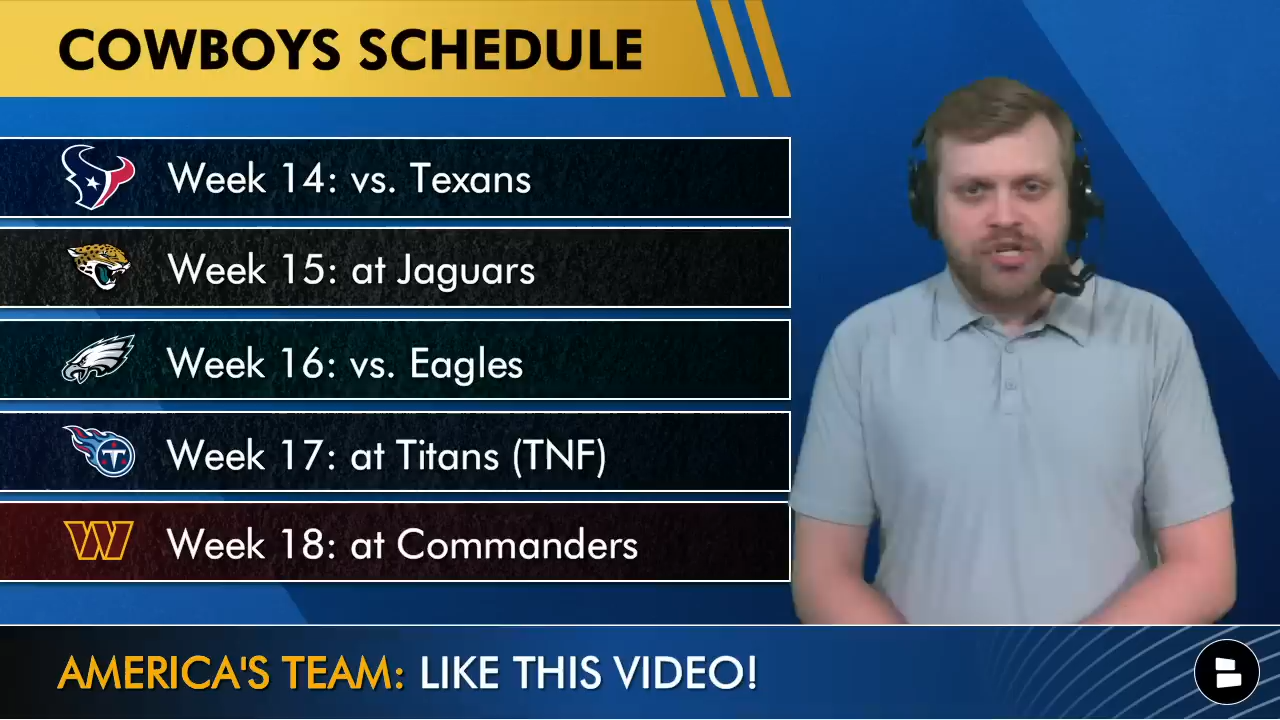 COWBOYS SCHEDULE
Week 14: vs. Texans
Week 15: at Jaguars
Week 16: vs. Eagles
Week 17: at Titans (TNF)
Week 18: at Commanders
AMERICA'S TEAM: LIKE THIS VIDEO!